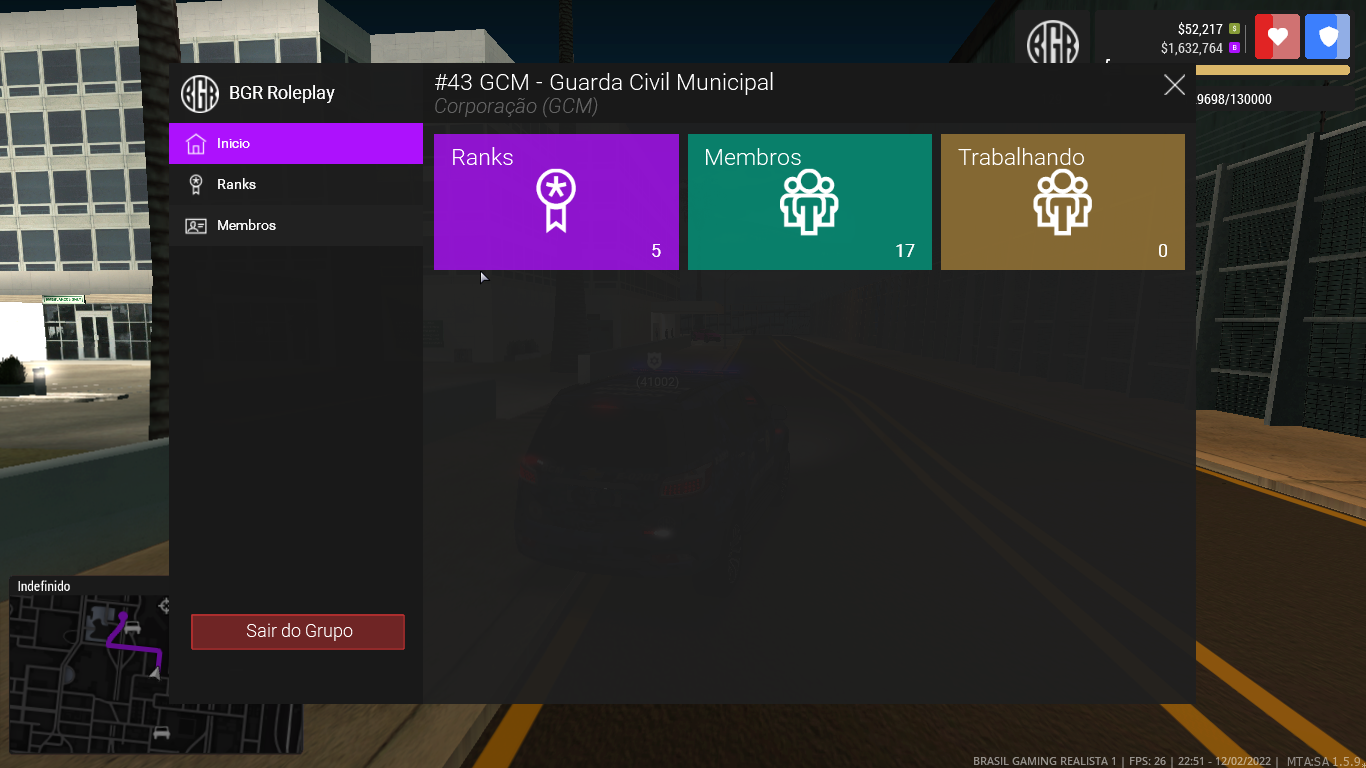 $52,217
$1,632,764
9698/130000
BGR
BGR
BGR Roleplay
#43 GCM - Guarda Civil Municipal
Corporação (GCM)
Inicio
Ranks
Membros
Ranks
5
Membros
17
Trabalhando
0
(41002)
Sair do Grupo
Indefinido
BRASIL GAMING REALISTA 1 | FPS: 26 | 22:51 - 12/02/2022 | MTA:SA 1.5.9